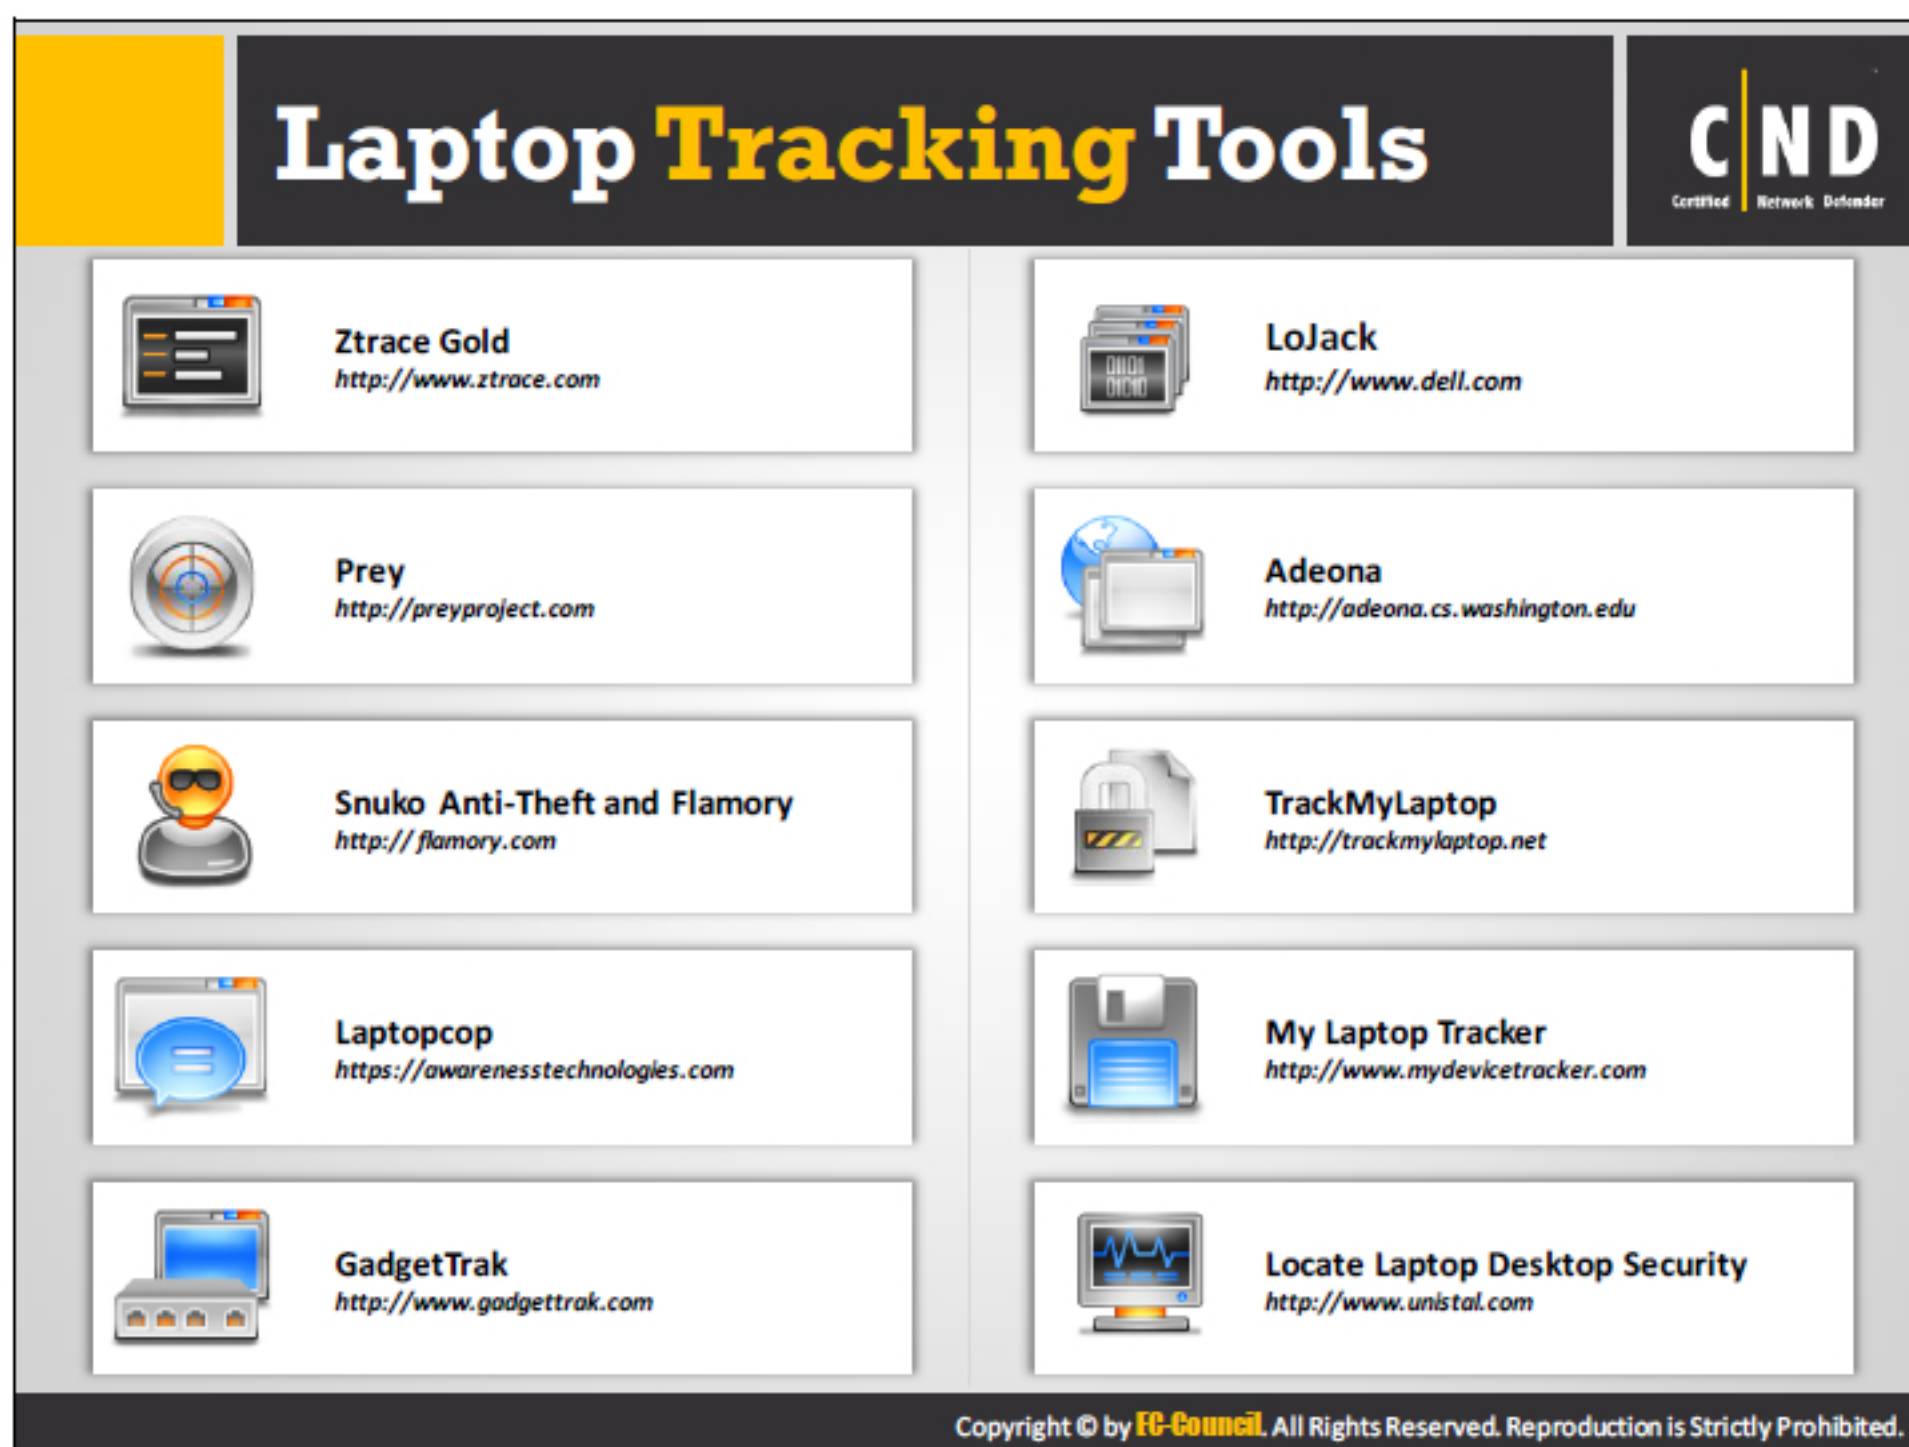 Laptop Tracking Tools
C|ND
Certified Network Defender
Ztrace Gold
http://www.ztrace.com
LoJack
http://www.dell.com
Prey
http://preyproject.com
Adeona
http://adeona.cs.washington.edu
Snuko Anti-Theft and Flamory
http:// flamory.com
TrackMyLaptop
http://trackmylaptop.net
Laptopcop
https://awarenesstechnologies.com
My Laptop Tracker
http://www.mydevicetracker.com
GadgetTrak
http://www.gadgettrak.com
Locate Laptop Desktop Security
http://www.unistal.com
Copyright © by EC-Council. All Rights Reserved. Reproduction is Strictly Prohibited.